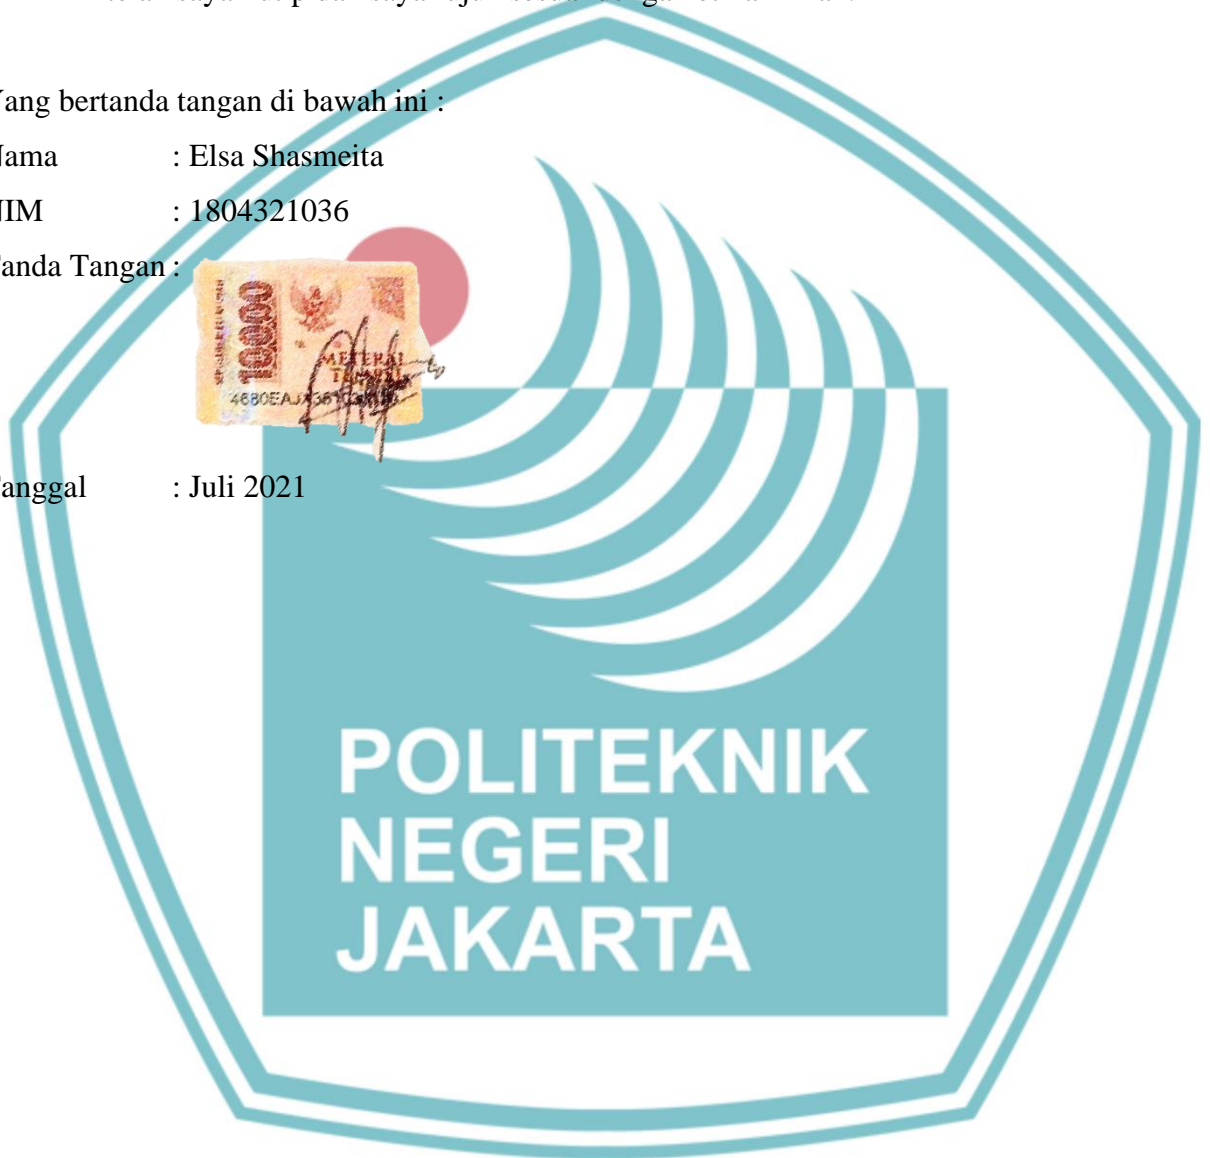 Yang bertanda tangan di bawah ini :
Nama : Elsa Shasmeita
NIM : 1804321036
Tanda Tangan :
10000
METERAI
TEMPEL
Tanggal : Juli 2021
POLITEKNIK
NEGERI
JAKARTA